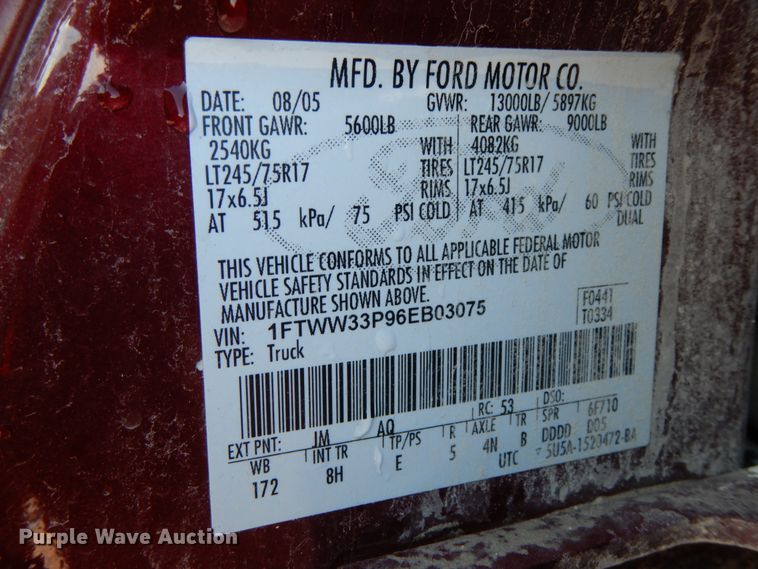 MFD. BY FORD MOTOR CO.
DATE: 08/05 GVWR: 13000LB/ 5897KG
FRONT GAWR: 5600LB REAR GAWR: 9000LB
2540KG WITH 4082KG WITH
LT245/75R17 TIRES LT245/75R17 TIRES
17x6.5J RIMS 17x6.5J RIMS
AT 515 kPa/ 75 PSI COLD AT 415 kPa/ 60 PSI COLD
DUAL
THIS VEHICLE CONFORMS TO ALL APPLICABLE FEDERAL MOTOR
VEHICLE SAFETY STANDARDS IN EFFECT ON THE DATE OF
MANUFACTURE SHOWN ABOVE.
VIN: 1FTWW33P96EB03075 F0441
TYPE: Truck T0334
EXT PNT: JM AQ RC: 53 DSO:
WB INT TR TP/PS R AXLE TR SPR 6F710
172 8H E 5 4N B DDDD D05
UTC 5U5A-1520472-BA
Purple Wave Auction